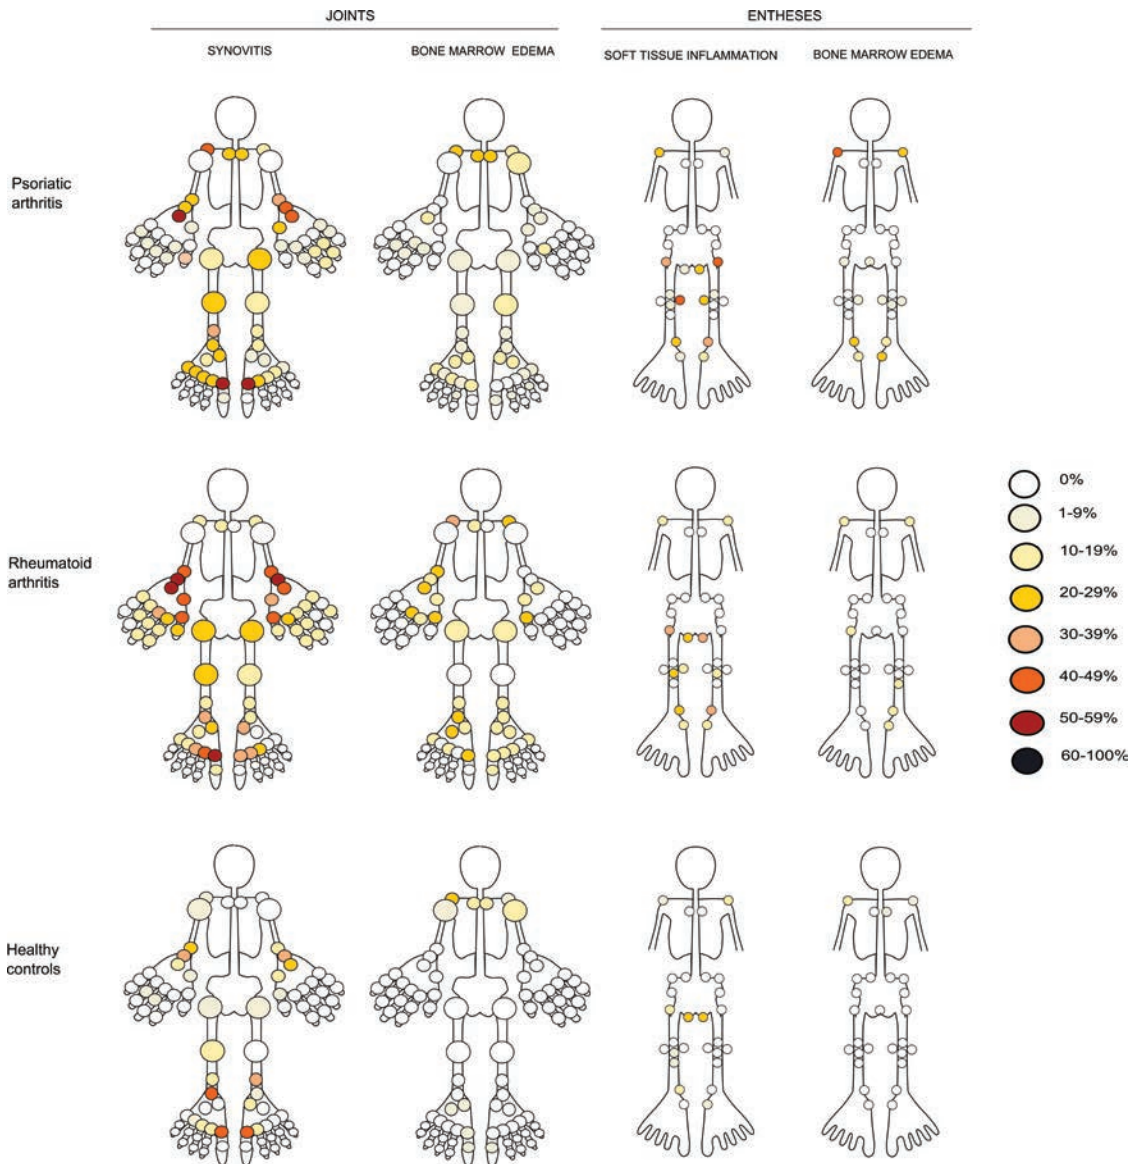 JOINTS
ENTHESES
SYNOVITIS
BONE MARROW EDEMA
SOFT TISSUE INFLAMMATION
BONE MARROW EDEMA
Psoriatic
arthritis
Rheumatoid
arthritis
0%
1-9%
10-19%
20-29%
30-39%
40-49%
50-59%
60-100%
Healthy
controls